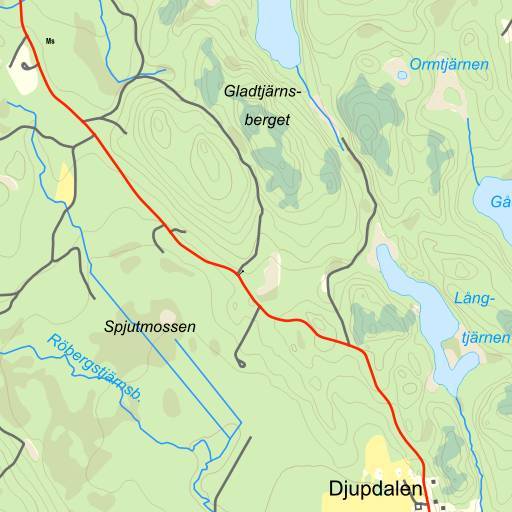 Ms
Ormtjärnen
Gladtjärns-
berget
Gå
Lång-
tjärnen
Spjutmossen
Röbergstjärnsb.
Djupdalen